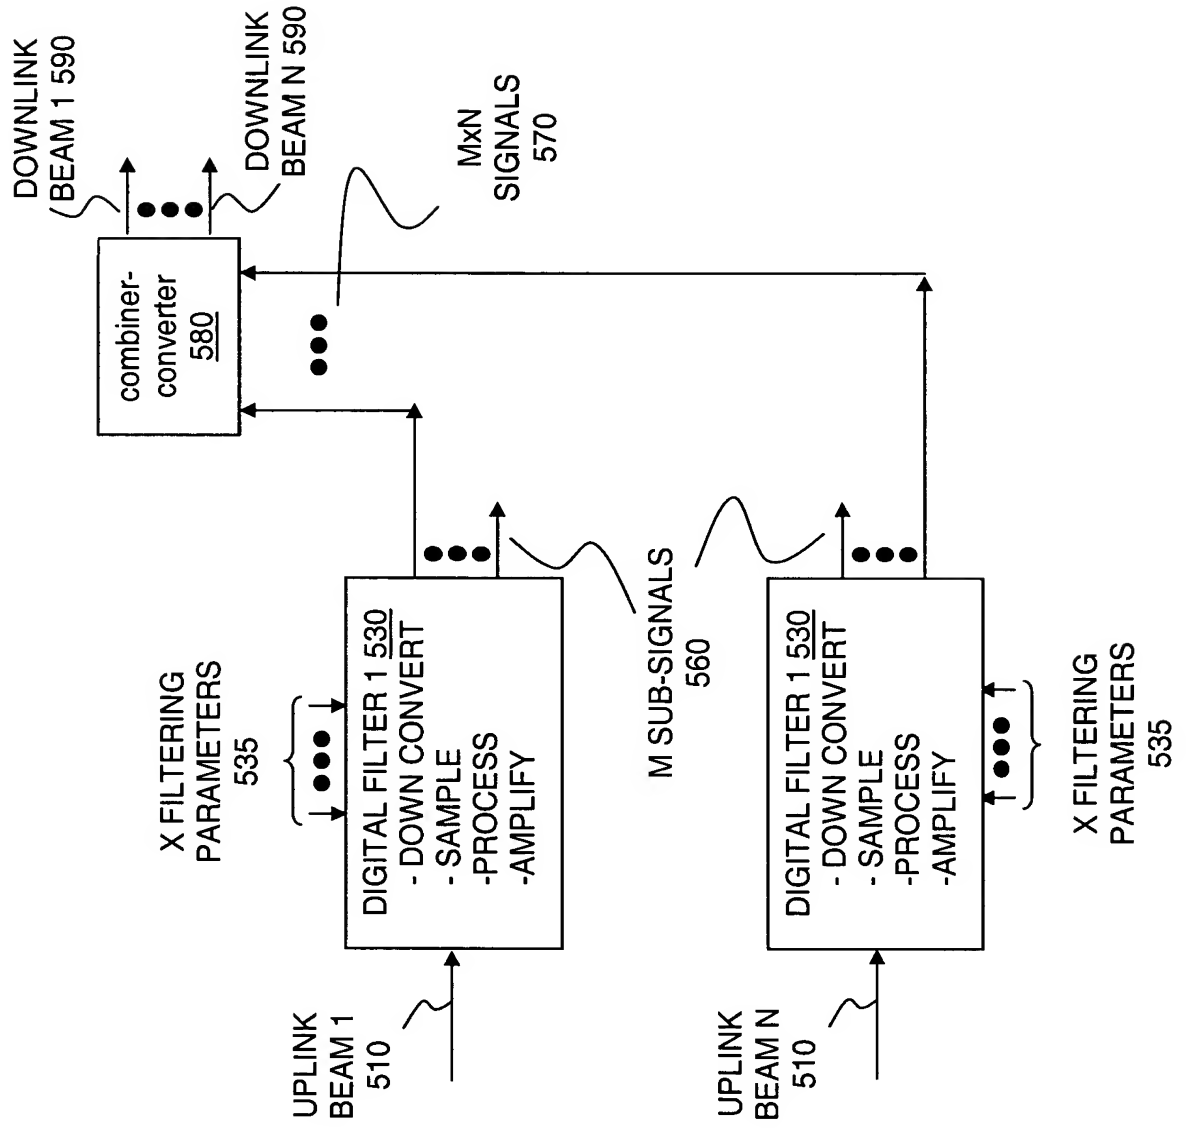 UPLINK
BEAM 1
510
X FILTERING
PARAMETERS
535
DIGITAL FILTER 1 530
- DOWN CONVERT
- SAMPLE
-PROCESS
-AMPLIFY
M SUB-SIGNALS
560
UPLINK
BEAM N
510
DIGITAL FILTER 1 530
- DOWN CONVERT
- SAMPLE
-PROCESS
-AMPLIFY
X FILTERING
PARAMETERS
535
combiner-
converter
580
MxN
SIGNALS
570
DOWNLINK
BEAM 1 590
DOWNLINK
BEAM N 590